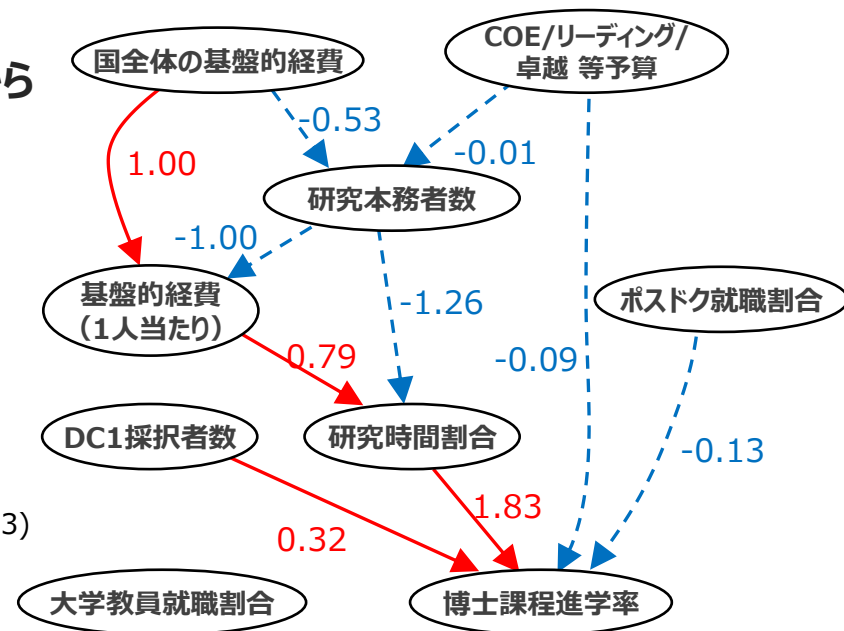 ら
国全体の基盤的経費
COE/リーディング/
卓越 等予算
-0.53
-0.01
1.00
研究本務者数
-1.00
基盤的経費
（1人当たり）
-1.26
ポスドク就職割合
0.79
-0.09
DC1採択者数
研究時間割合
-0.13
1.83
3)
0.32
大学教員就職割合
博士課程進学率